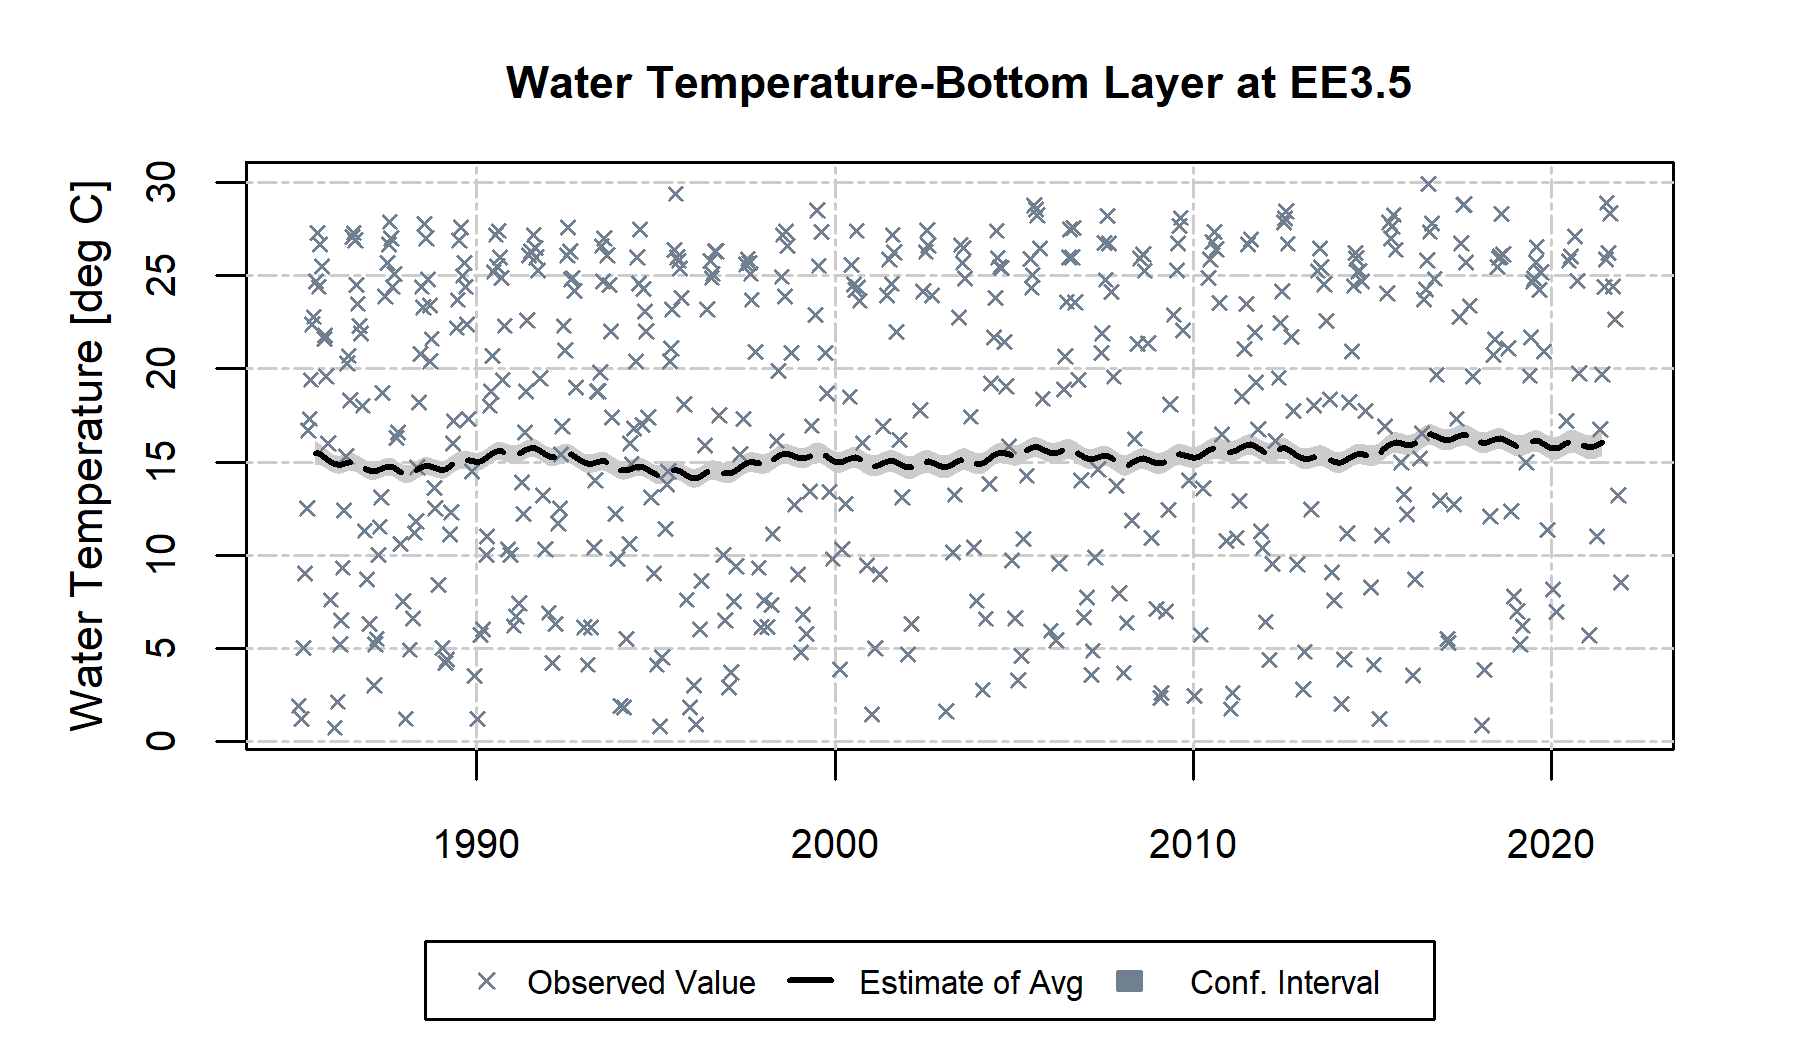 Water Temperature-Bottom Layer at EE3.5
Water Temperature [deg C]
30
25
20
15
10
5
0
1990 2000 2010 2020
Observed Value Estimate of Avg Conf. Interval